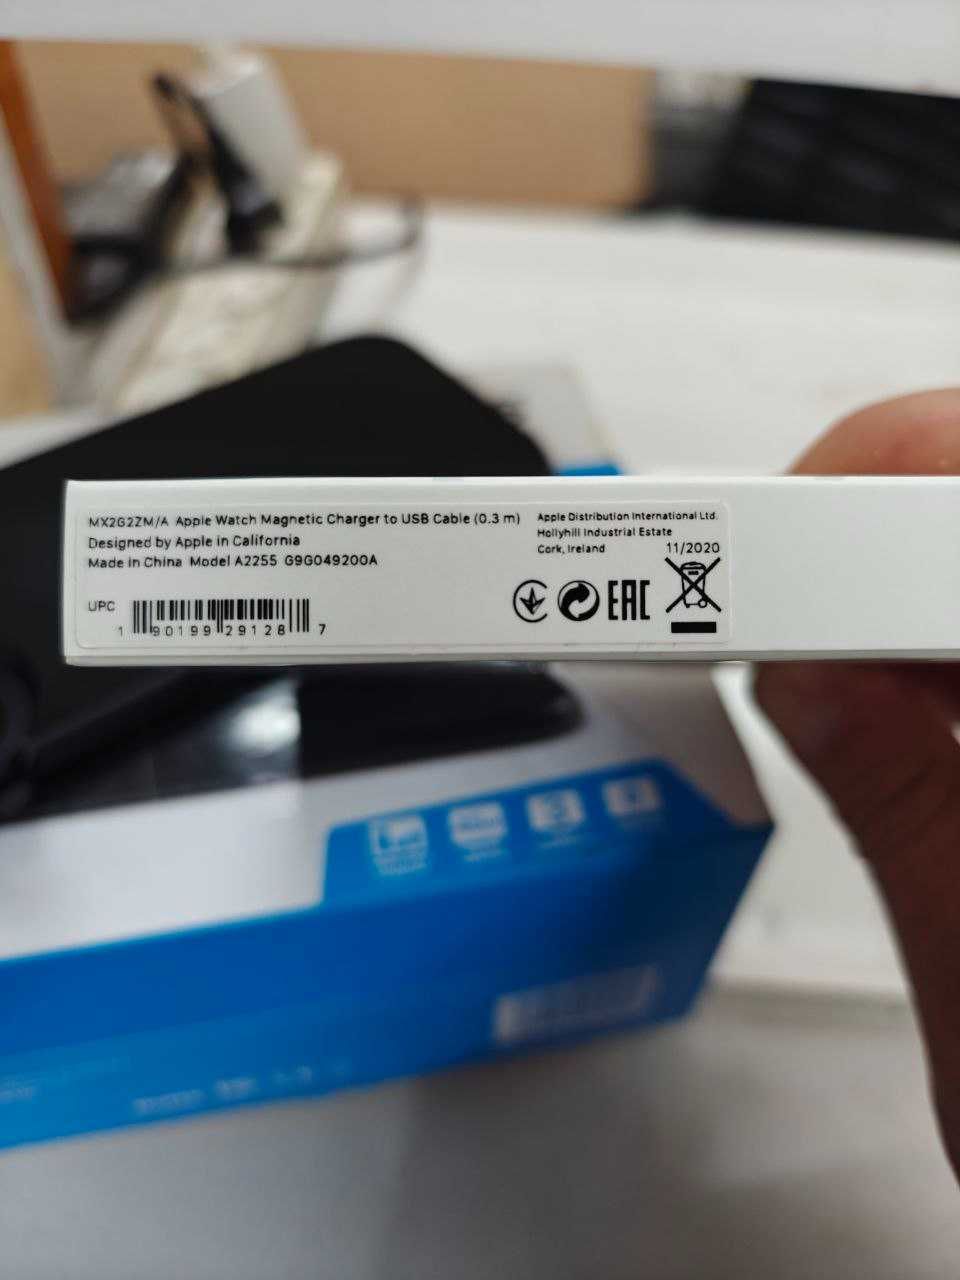 MX2G2ZM/A Apple Watch Magnetic Charger to USB Cable (0.3 m)
Designed by Apple in California
Made in China Model A2255 G9G049200A
UPC
1 90199 29128 7
Apple Distribution International Ltd.
Hollyhill Industrial Estate
Cork, Ireland
11/2020
EAC